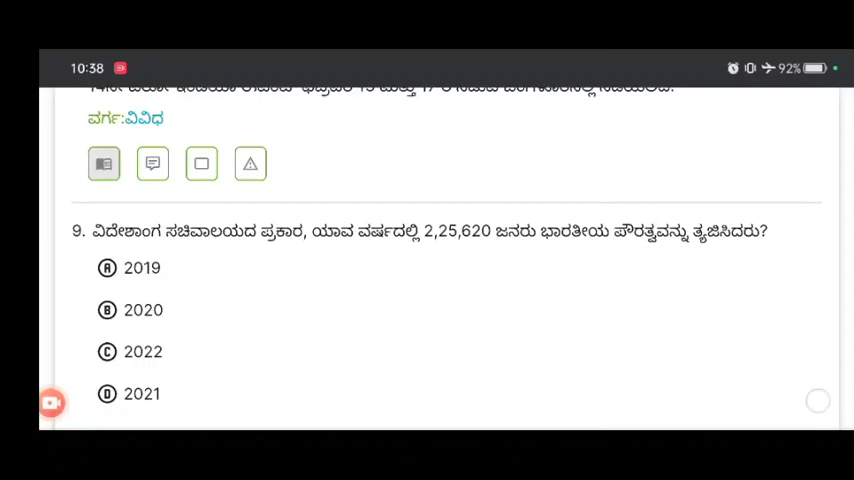 10:38
92%
ವರ್ಗ:ವಿವಿಧ
9. ವಿದೇಶಾಂಗ ಸಚಿವಾಲಯದ ಪ್ರಕಾರ, ಯಾವ ವರ್ಷದಲ್ಲಿ 2,25,620 ಜನರು ಭಾರತೀಯ ಪೌರತ್ವವನ್ನು ತ್ಯಜಿಸಿದರು?
A 2019
B 2020
C 2022
D 2021